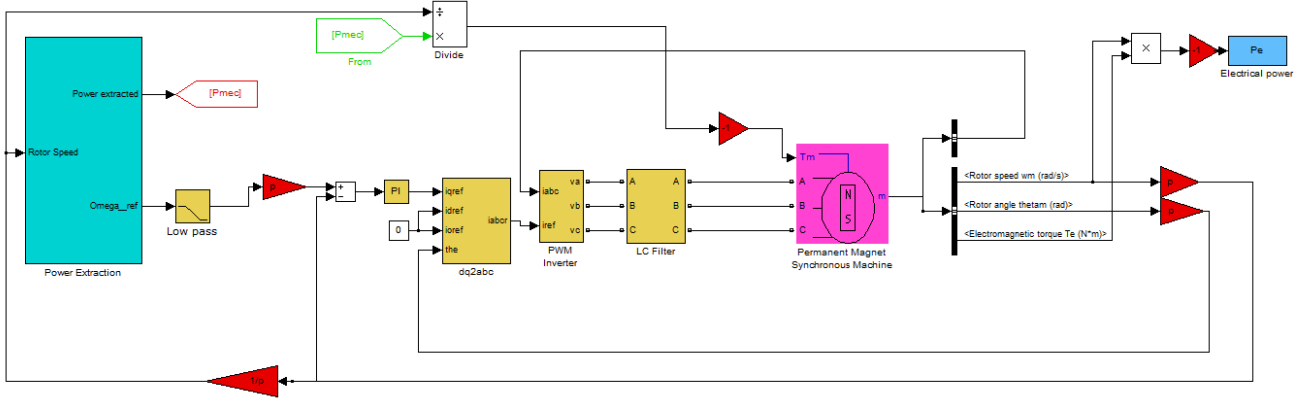 ÷
×
Divide
[Pmec]
From
×
-1
Pe
Electrical power
Power extracted
[Pmec]
Rotor Speed
Omega_ref
Power Extraction
Low pass
p
+
−
PI
0
iqref
idref
ioref
the
iabcr
dq2abc
iabc
iref
va
vb
vc
PWM
Inverter
A
B
C
A
B
C
LC Filter
-1
Tm
A
B
C
N
S
m
Permanent Magnet
Synchronous Machine
<Rotor speed wm (rad/s)>
<Rotor angle thetam (rad)>
<Electromagnetic torque Te (N*m)>
p
p
1/p